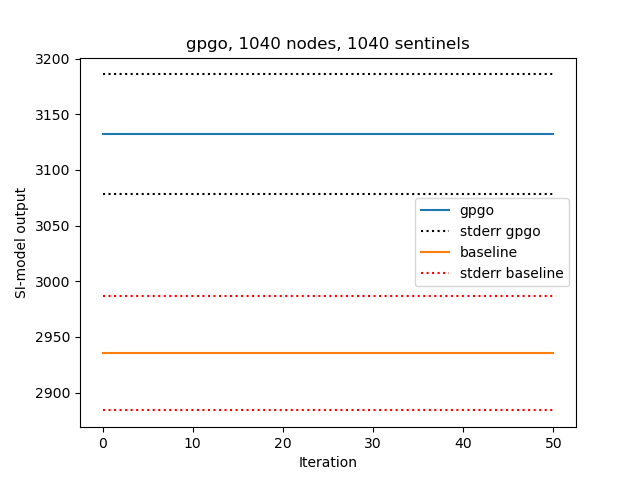 gpgo, 1040 nodes, 1040 sentinels
3200
3150
3100
3050
3000
2950
2900
SI-model output
gpgo
stderr gpgo
baseline
stderr baseline
0 10 20 30 40 50
Iteration